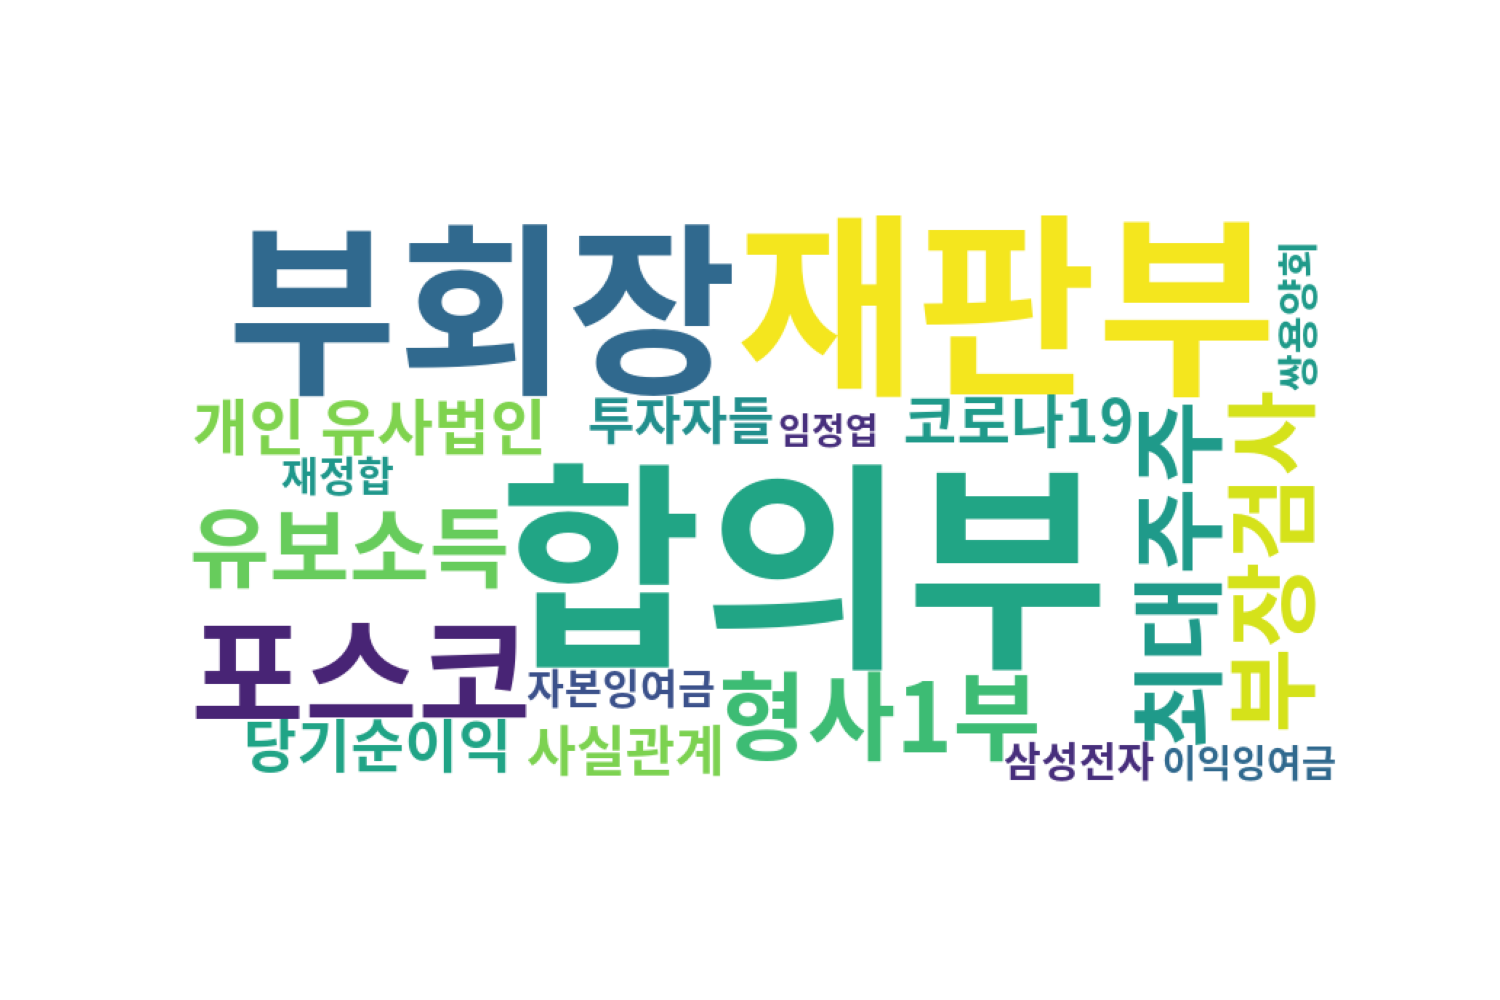 부회장
재판부
쌍용양회
개인 유사법인
투자자들
임정엽
코로나19
최대주주
부장검사
재정합
합의부
유보소득
포스코
자본잉여금
형사1부
당기순이익
사실관계
삼성전자
이익잉여금